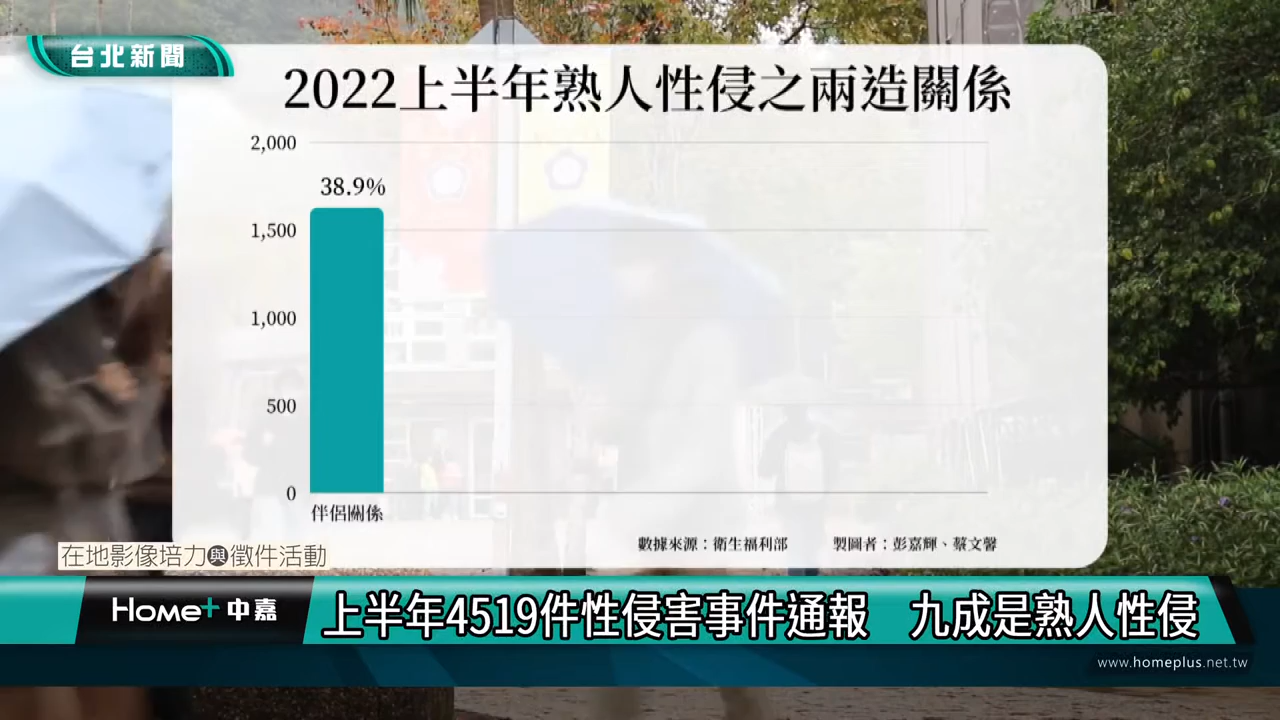 台北新聞
2022上半年熟人性侵之兩造關係
2,000
38.9%
1,500
1,000
500
0
伴侶關係
數據來源：衛生福利部 製圖者：彭嘉輝、蔡文馨
在地影像培力與徵件活動
Home+中嘉
上半年4519件性侵害事件通報 九成是熟人性侵
www.homeplus.net.tw